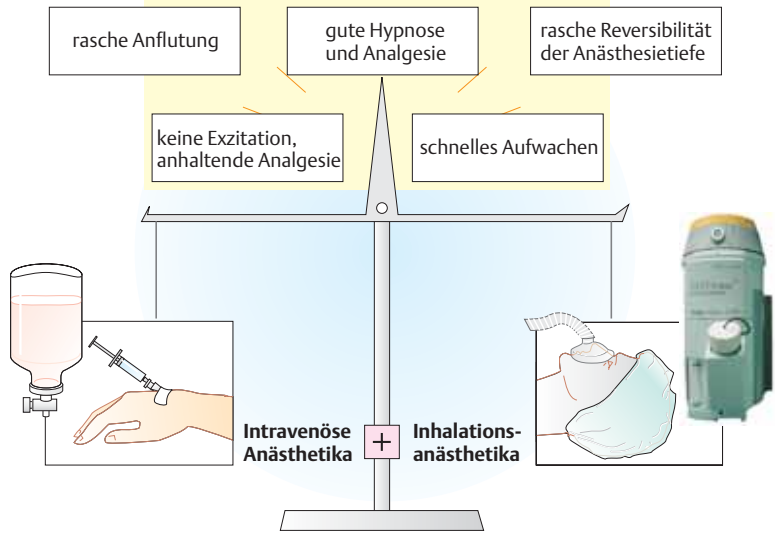 rasche Anflutung
gute Hypnose
und Analgesie
rasche Reversibilität
der Anästhesietiefe
keine Exzitation,
anhaltende Analgesie
schnelles Aufwachen
Intravenöse
Anästhetika
+
Inhalations-
anästhetika